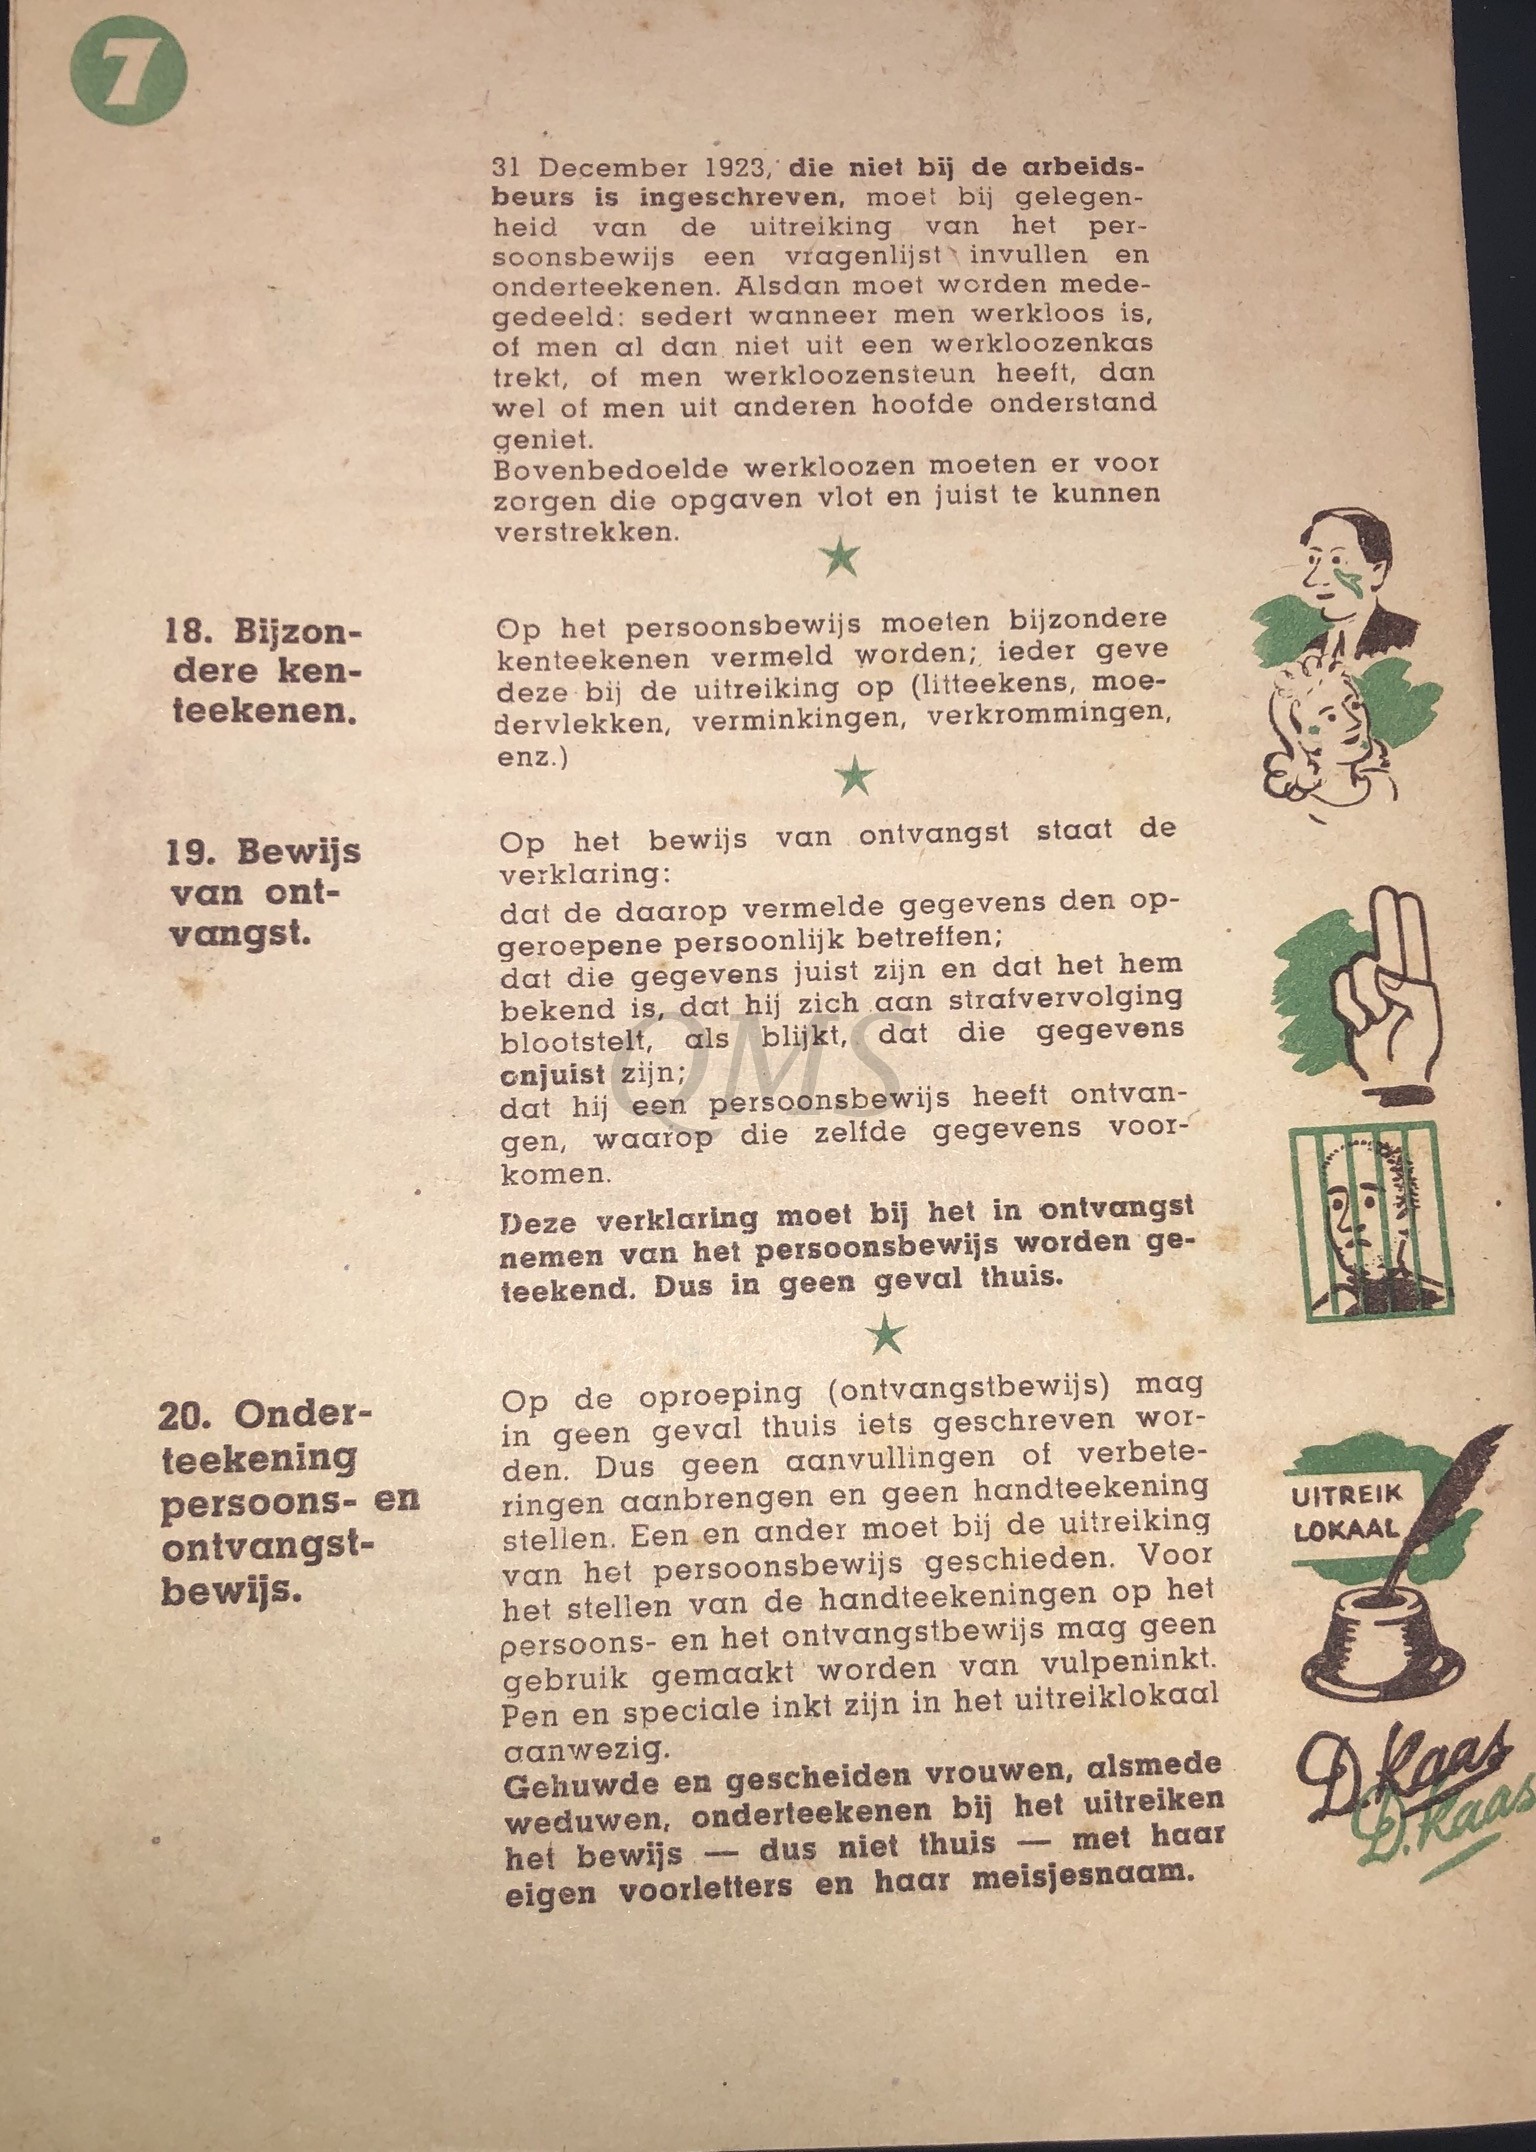 7
31 December 1923, die niet bij de arbeids-
beurs is ingeschreven, moet bij gelegen-
heid van de uitreiking van het per-
soonsbewijs een vragenlijst invullen en
onderteekenen. Alsdan moet worden mede-
gedeeld: sedert wanneer men werkloos is,
of men al dan niet uit een werkloozenkas
trekt, of men werkloozensteun heeft, dan
wel of men uit anderen hoofde onderstand
geniet.
Bovenbedoelde werkloozen moeten er voor
zorgen die opgaven vlot en juist te kunnen
verstrekken.
18. Bijzon-
dere ken-
teekenen.
Op het persoonsbewijs moeten bijzondere
kenteekenen vermeld worden; ieder geve
deze bij de uitreiking op (litteekens, moe-
dervlekken, verminkingen, verkrommingen,
enz.)
19. Bewijs
van ont-
vangst.
Op het bewijs van ontvangst staat de
verklaring:
dat de daarop vermelde gegevens den op-
geroepene persoonlijk betreffen;
dat die gegevens juist zijn en dat het hem
bekend is, dat hij zich aan strafvervolging
blootstelt, als blijkt, dat die gegevens
onjuist zijn;
dat hij een persoonsbewijs heeft ontvan-
gen, waarop die zelfde gegevens voor-
komen.
Deze verklaring moet bij het in ontvangst
nemen van het persoonsbewijs worden ge-
teekend. Dus in geen geval thuis.
QMS
20. Onder-
teekening
persoons- en
ontvangst-
bewijs.
Op de oproeping (ontvangstbewijs) mag
in geen geval thuis iets geschreven wor-
den. Dus geen aanvullingen of verbete-
ringen aanbrengen en geen handteekening
stellen. Een en ander moet bij de uitreiking
van het persoonsbewijs geschieden. Voor
het stellen van de handteekeningen op het
persoons- en het ontvangstbewijs mag geen
gebruik gemaakt worden van vulpeninkt.
Pen en speciale inkt zijn in het uitreiklokaal
aanwezig.
Gehuwde en gescheiden vrouwen, alsmede
weduwen, onderteekenen bij het uitreiken
het bewijs — dus niet thuis — met haar
eigen voorletters en haar meisjesnaam.
UITREIK
LOKAAL
D. Kaas
D. Kaas